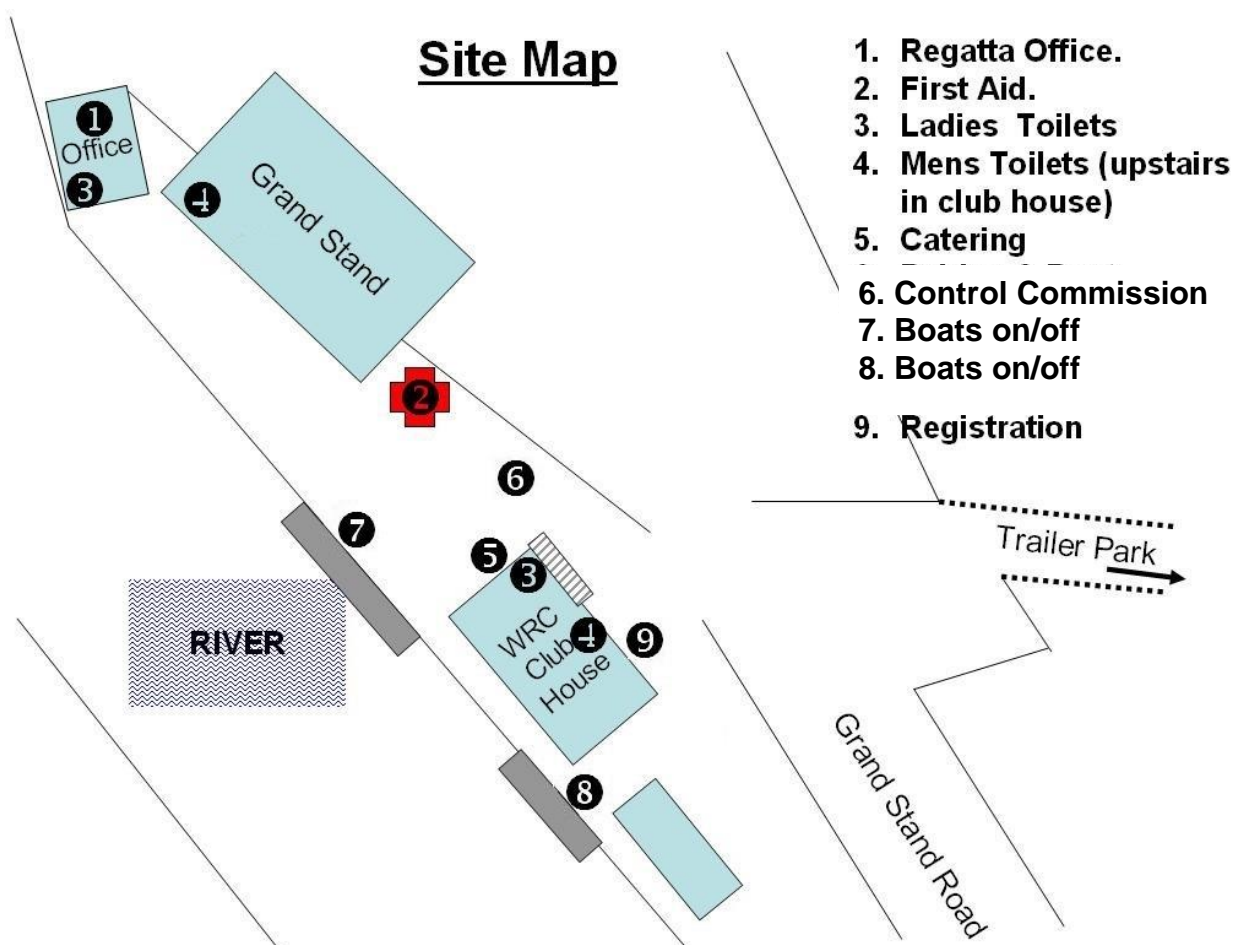 Site Map
1. Regatta Office.
2. First Aid.
3. Ladies Toilets
4. Mens Toilets (upstairs
in club house)
5. Catering
6. Control Commission
7. Boats on/off
8. Boats on/off
9. Registration
1
Office
3
4
Grand Stand
2
6
7
5
3
WRC
Club
House
4
9
RIVER
8
Trailer Park
Grand Stand Road